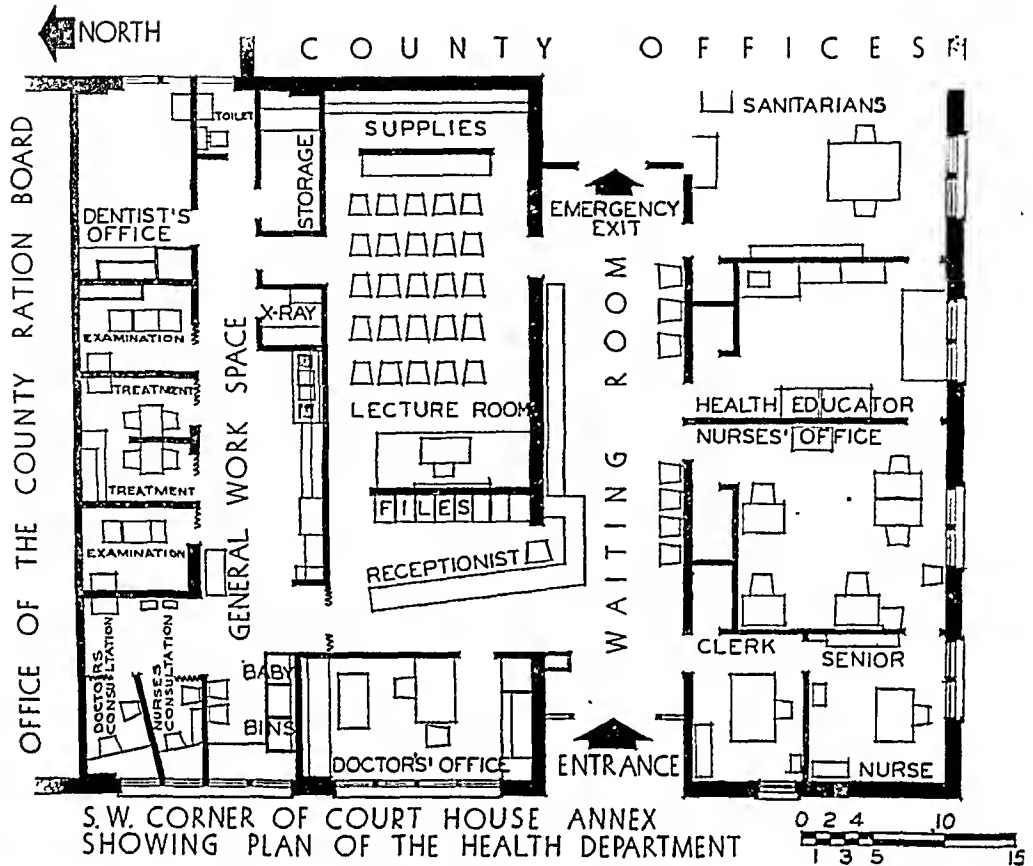 NORTH
COUNTY OFFICES
OFFICE OF THE COUNTY RATION BOARD
TOILET
STORAGE
SUPPLIES
SANITARIANS
EMERGENCY
EXIT
DENTIST'S
OFFICE
X-RAY
EXAMINATION
TREATMENT
TREATMENT
EXAMINATION
GENERAL WORK SPACE
LECTURE ROOM
FILES
RECEPTIONIST
WAITING ROOM
HEALTH EDUCATOR
NURSES' OFFICE
DOCTORS
CONSULTATION
NURSES
CONSULTATION
BABY
BINS
DOCTORS' OFFICE
ENTRANCE
CLERK
SENIOR
NURSE
S.W. CORNER OF COURT HOUSE ANNEX
SHOWING PLAN OF THE HEALTH DEPARTMENT
0 2 4 10
1 3 5 15